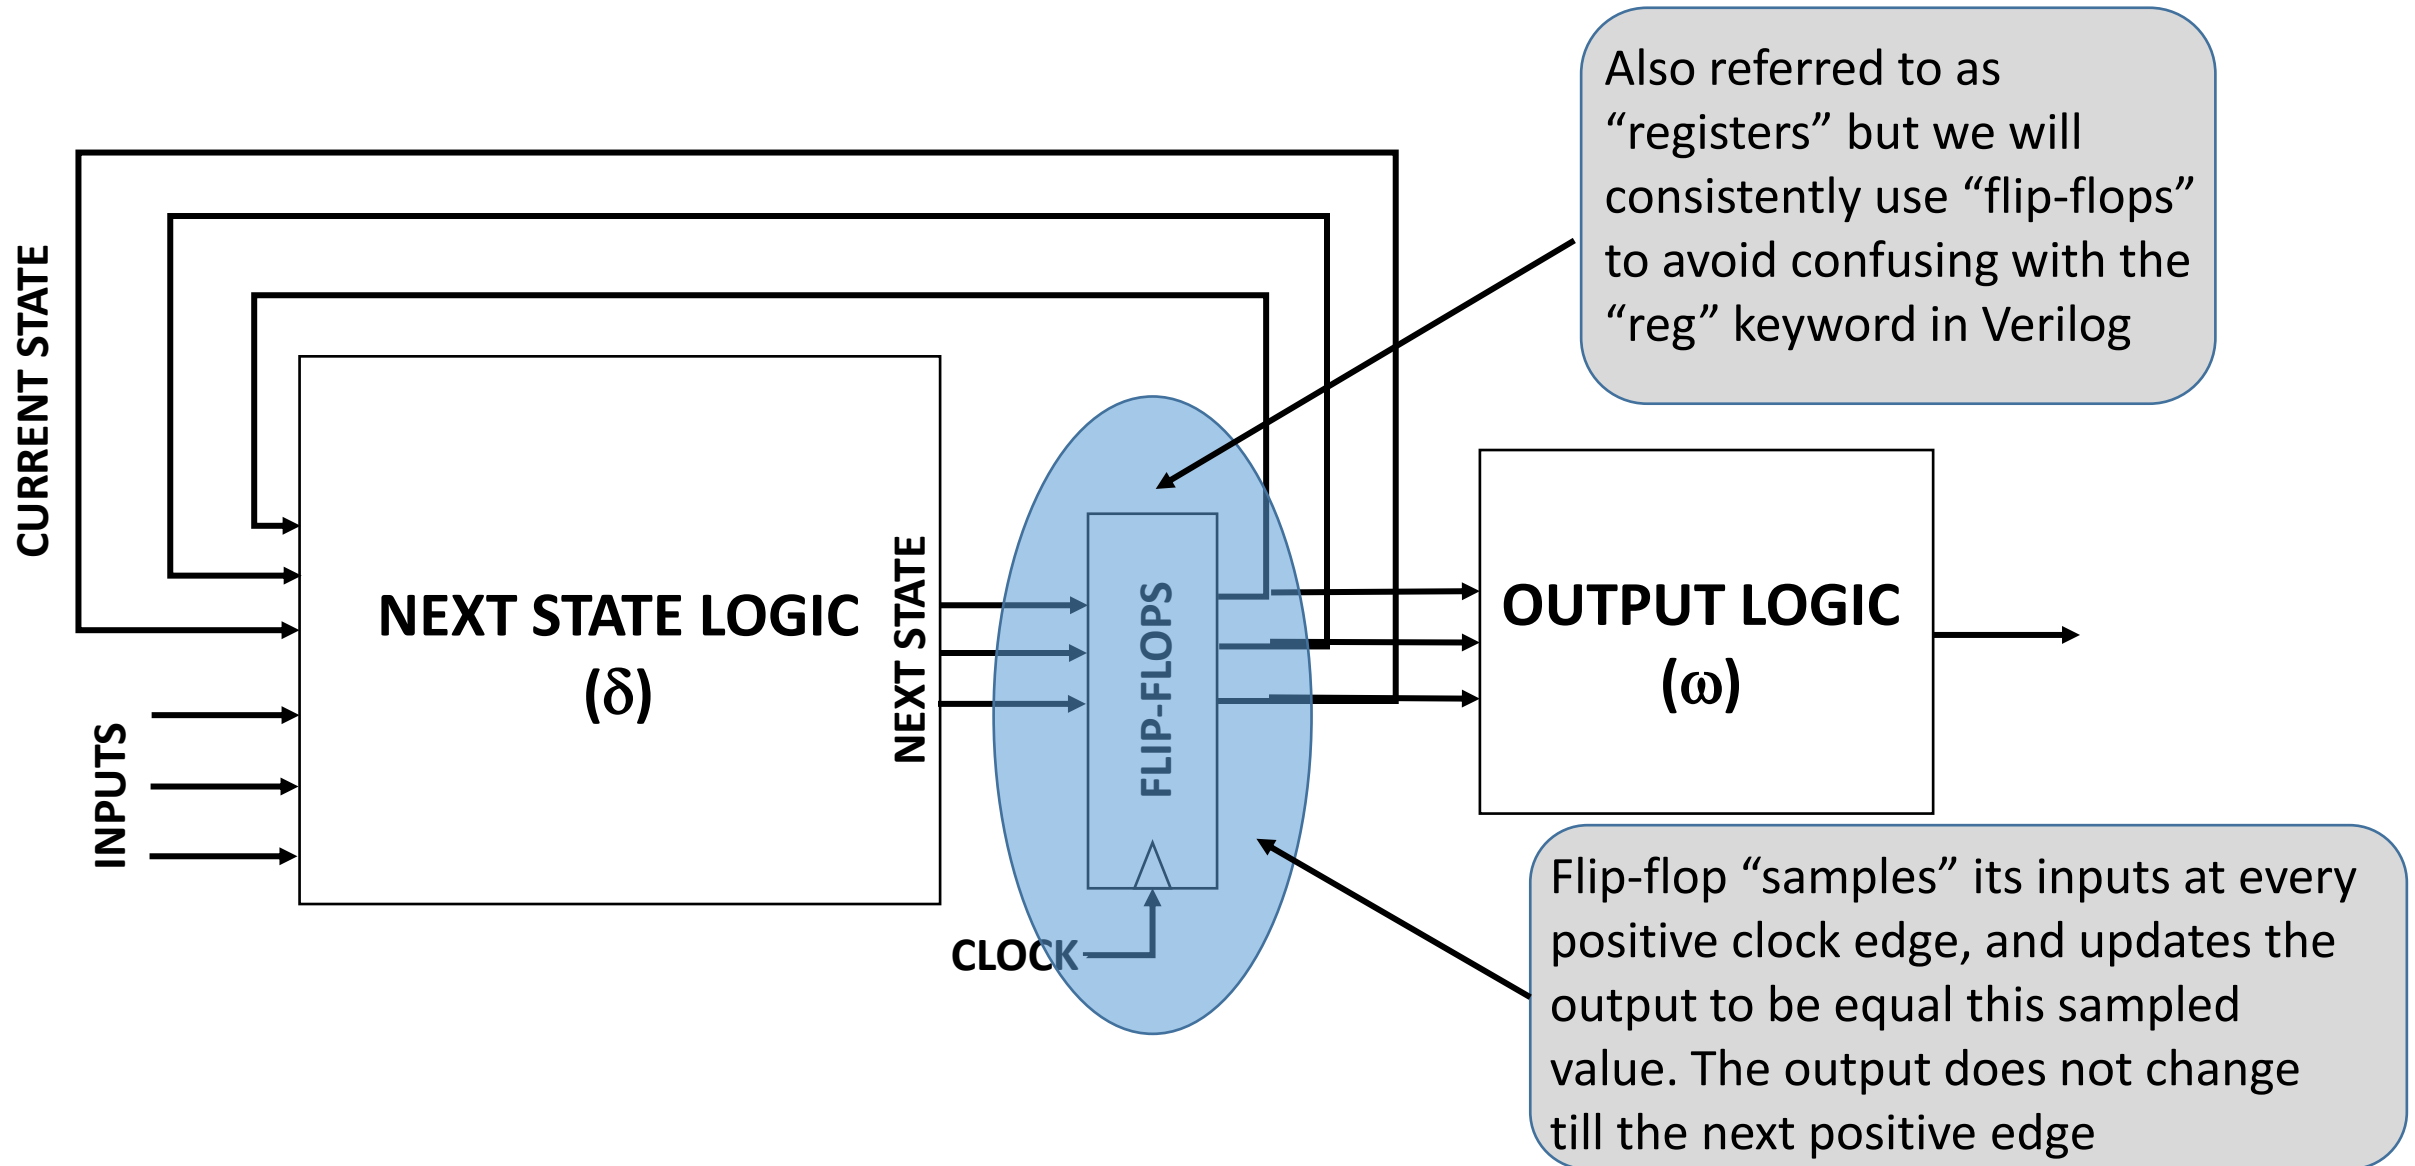 Also referred to as
“registers” but we will
consistently use “flip-flops”
to avoid confusing with the
“reg” keyword in Verilog
CURRENT STATE
NEXT STATE LOGIC
(δ)
NEXT STATE
FLIP-FLOPS
OUTPUT LOGIC
(ω)
INPUTS
CLOCK
Flip-flop “samples” its inputs at every
positive clock edge, and updates the
output to be equal this sampled
value. The output does not change
till the next positive edge